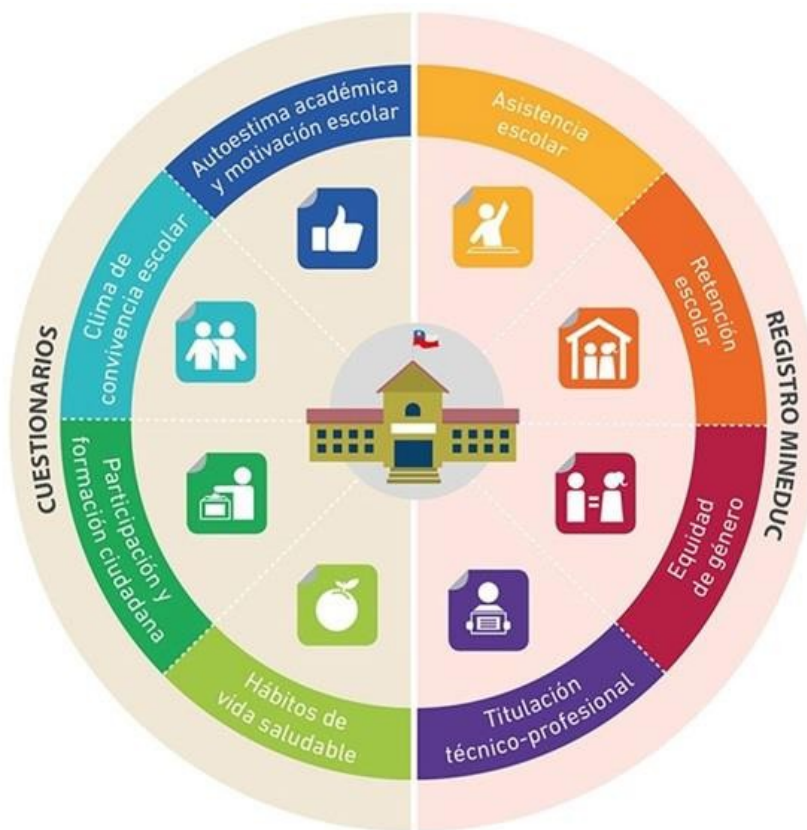 CUESTIONARIOS
Autoestima académica
y motivación escolar
Clima de
convivencia escolar
Participación y
formación ciudadana
Hábitos de
vida saludable
REGISTRO MINEDUC
Asistencia
escolar
Retención
escolar
Equidad
de género
Titulación
técnico-profesional